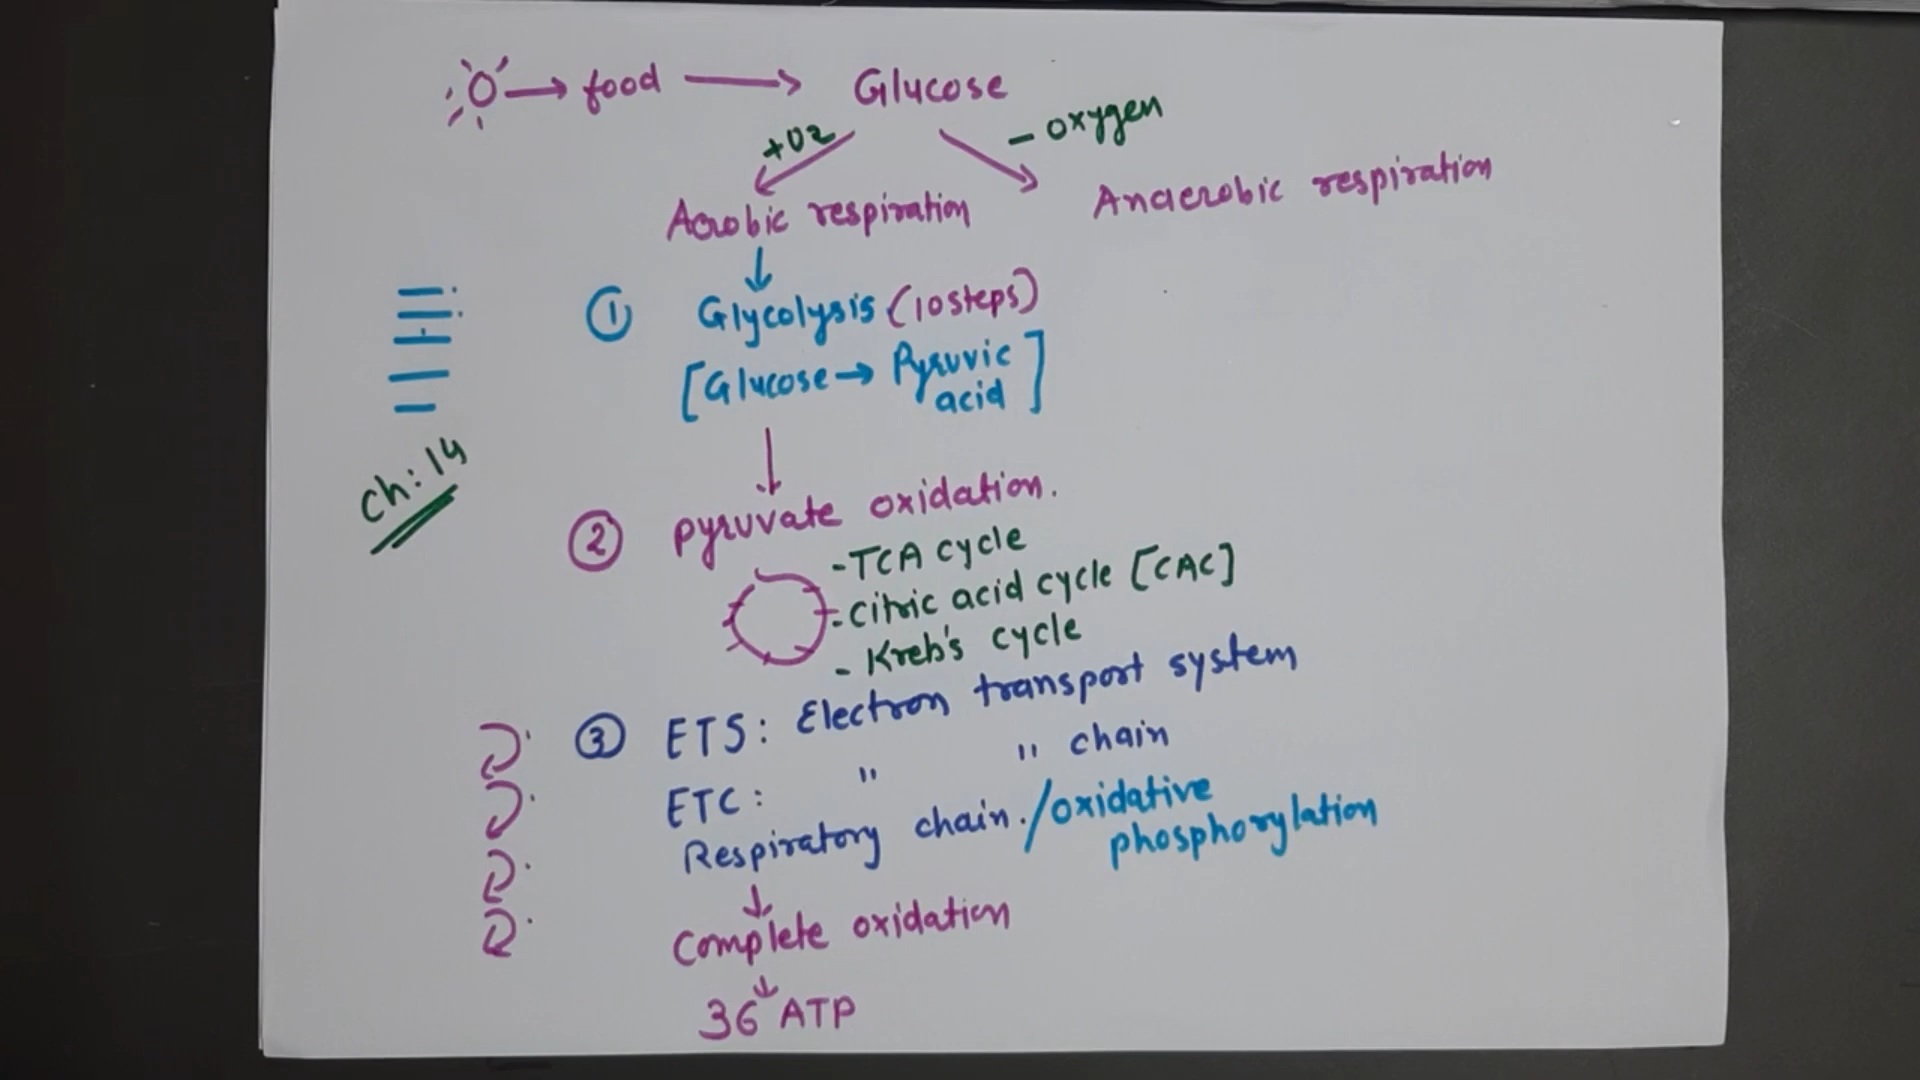 food → Glucose
+O2 - oxygen
Aerobic respiration Anaerobic respiration
① Glycolysis (10 steps)
[Glucose → Pyruvic
acid]
Ch: 14
② pyruvate oxidation.
- TCA cycle
- Citric acid cycle [CAC]
- Kreb's cycle
③ ETS: Electron transport system
ETC: " " chain
Respiratory chain. / oxidative
phosphorylation
Complete oxidation
36 ATP